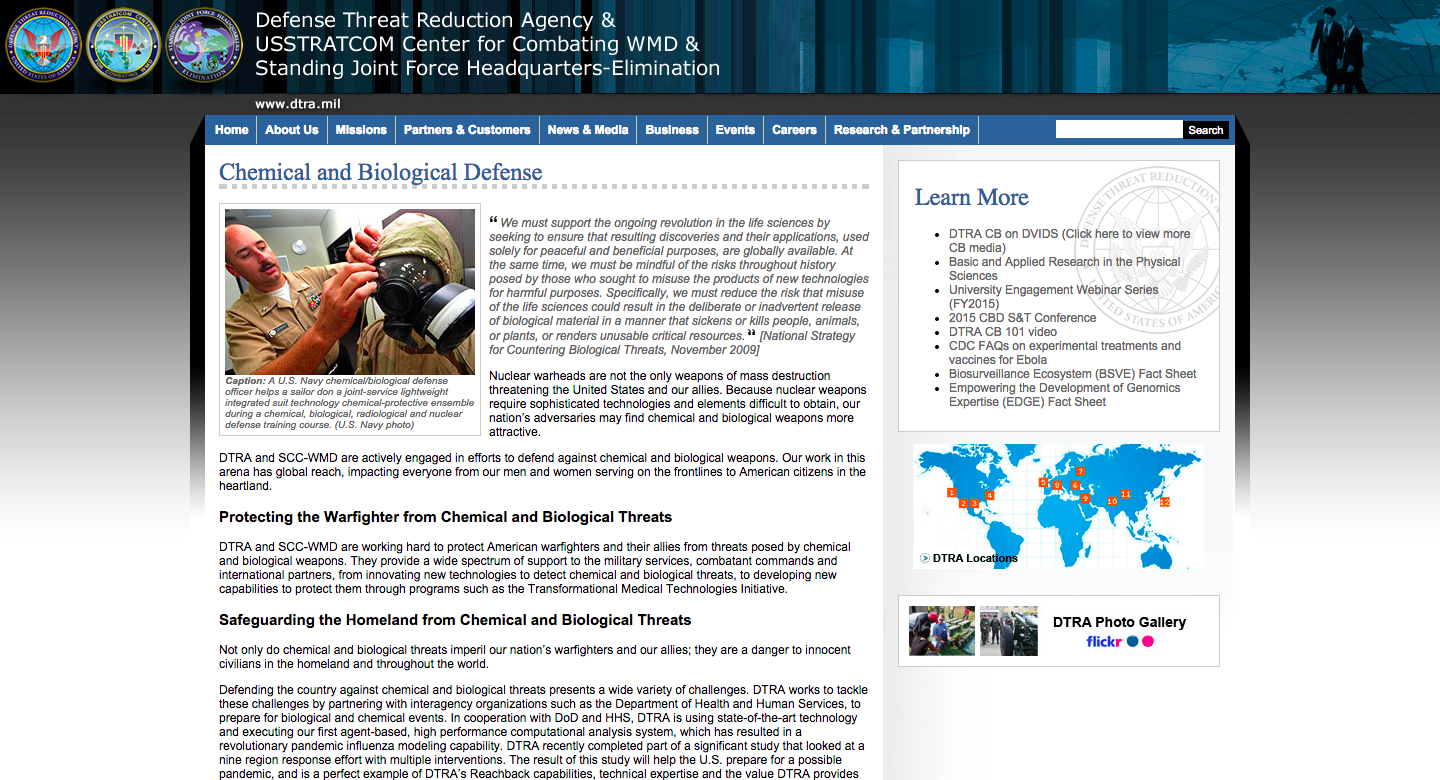 Defense Threat Reduction Agency &
USSTRATCOM Center for Combating WMD &
Standing Joint Force Headquarters-Elimination
www.dtra.mil
Home
About Us
Missions
Partners & Customers
News & Media
Business
Events
Careers
Research & Partnership
Search
Chemical and Biological Defense
Caption: A U.S. Navy chemical/biological defense
officer helps a sailor don a joint-service lightweight
integrated suit technology chemical-protective ensemble
during a chemical, biological, radiological and nuclear
defense training course. (U.S. Navy photo)
“ We must support the ongoing revolution in the life sciences by
seeking to ensure that resulting discoveries and their applications, used
solely for peaceful and beneficial purposes, are globally available. At
the same time, we must be mindful of the risks throughout history
posed by those who sought to misuse the products of new technologies
for harmful purposes. Specifically, we must reduce the risk that misuse
of the life sciences could result in the deliberate or inadvertent release
of biological material in a manner that sickens or kills people, animals,
or plants, or renders unusable critical resources. ” [National Strategy
for Countering Biological Threats, November 2009]
Nuclear warheads are not the only weapons of mass destruction
threatening the United States and our allies. Because nuclear weapons
require sophisticated technologies and elements difficult to obtain, our
nation’s adversaries may find chemical and biological weapons more
attractive.
DTRA and SCC-WMD are actively engaged in efforts to defend against chemical and biological weapons. Our work in this
arena has global reach, impacting everyone from our men and women serving on the frontlines to American citizens in the
heartland.
Protecting the Warfighter from Chemical and Biological Threats
DTRA and SCC-WMD are working hard to protect American warfighters and their allies from threats posed by chemical
and biological weapons. They provide a wide spectrum of support to the military services, combatant commands and
international partners, from innovating new technologies to detect chemical and biological threats, to developing new
capabilities to protect them through programs such as the Transformational Medical Technologies Initiative.
Safeguarding the Homeland from Chemical and Biological Threats
Not only do chemical and biological threats imperil our nation’s warfighters and our allies; they are a danger to innocent
civilians in the homeland and throughout the world.
Defending the country against chemical and biological threats presents a wide variety of challenges. DTRA works to tackle
these challenges by partnering with interagency organizations such as the Department of Health and Human Services, to
prepare for biological and chemical events. In cooperation with DoD and HHS, DTRA is using state-of-the-art technology
and executing our first agent-based, high performance computational analysis system, which has resulted in a
revolutionary pandemic influenza modeling capability. DTRA recently completed part of a significant study that looked at a
nine region response effort with multiple interventions. The result of this study will help the U.S. prepare for a possible
pandemic, and is a perfect example of DTRA’s Reachback capabilities, technical expertise and the value DTRA provides
Learn More
DTRA CB on DVIDS (Click here to view more
CB media)
Basic and Applied Research in the Physical
Sciences
University Engagement Webinar Series
(FY2015)
2015 CBD S&T Conference
DTRA CB 101 video
CDC FAQs on experimental treatments and
vaccines for Ebola
Biosurveillance Ecosystem (BSVE) Fact Sheet
Empowering the Development of Genomics
Expertise (EDGE) Fact Sheet
1
2
3
4
5
8
6
7
9
10
11
12
DTRA Locations
DTRA Photo Gallery
flickr